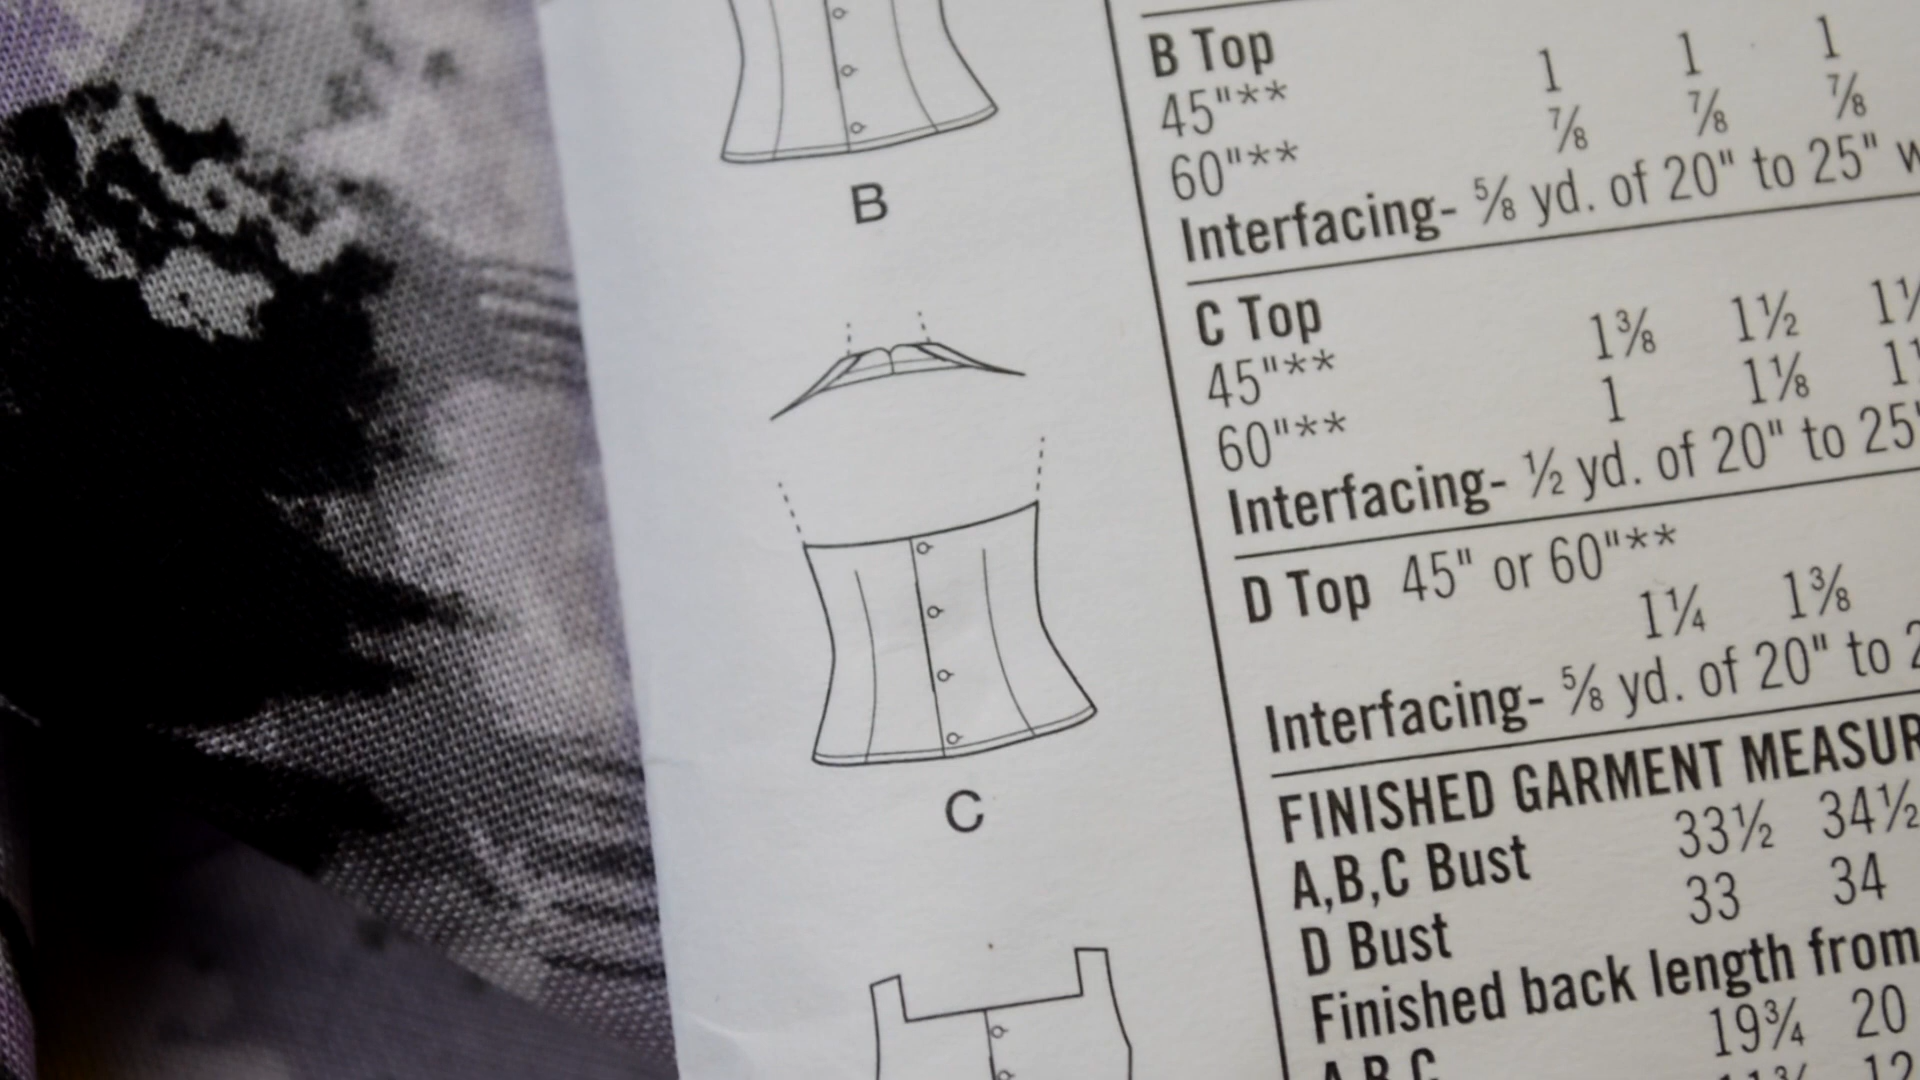 B
C
B Top
45"** 1 1 1
60"** ⅞ ⅞ ⅞
Interfacing- ⅝ yd. of 20" to 25"
C Top
45"** 1⅜ 1½
60"** 1 1⅛
Interfacing- ½ yd. of 20" to 25"
D Top 45" or 60"**
1¼ 1⅜
Interfacing- ⅝ yd. of 20" to
FINISHED GARMENT MEASUR
A,B,C Bust 33½ 34½
D Bust 33 34
Finished back length from
A,B,C 19¾ 20